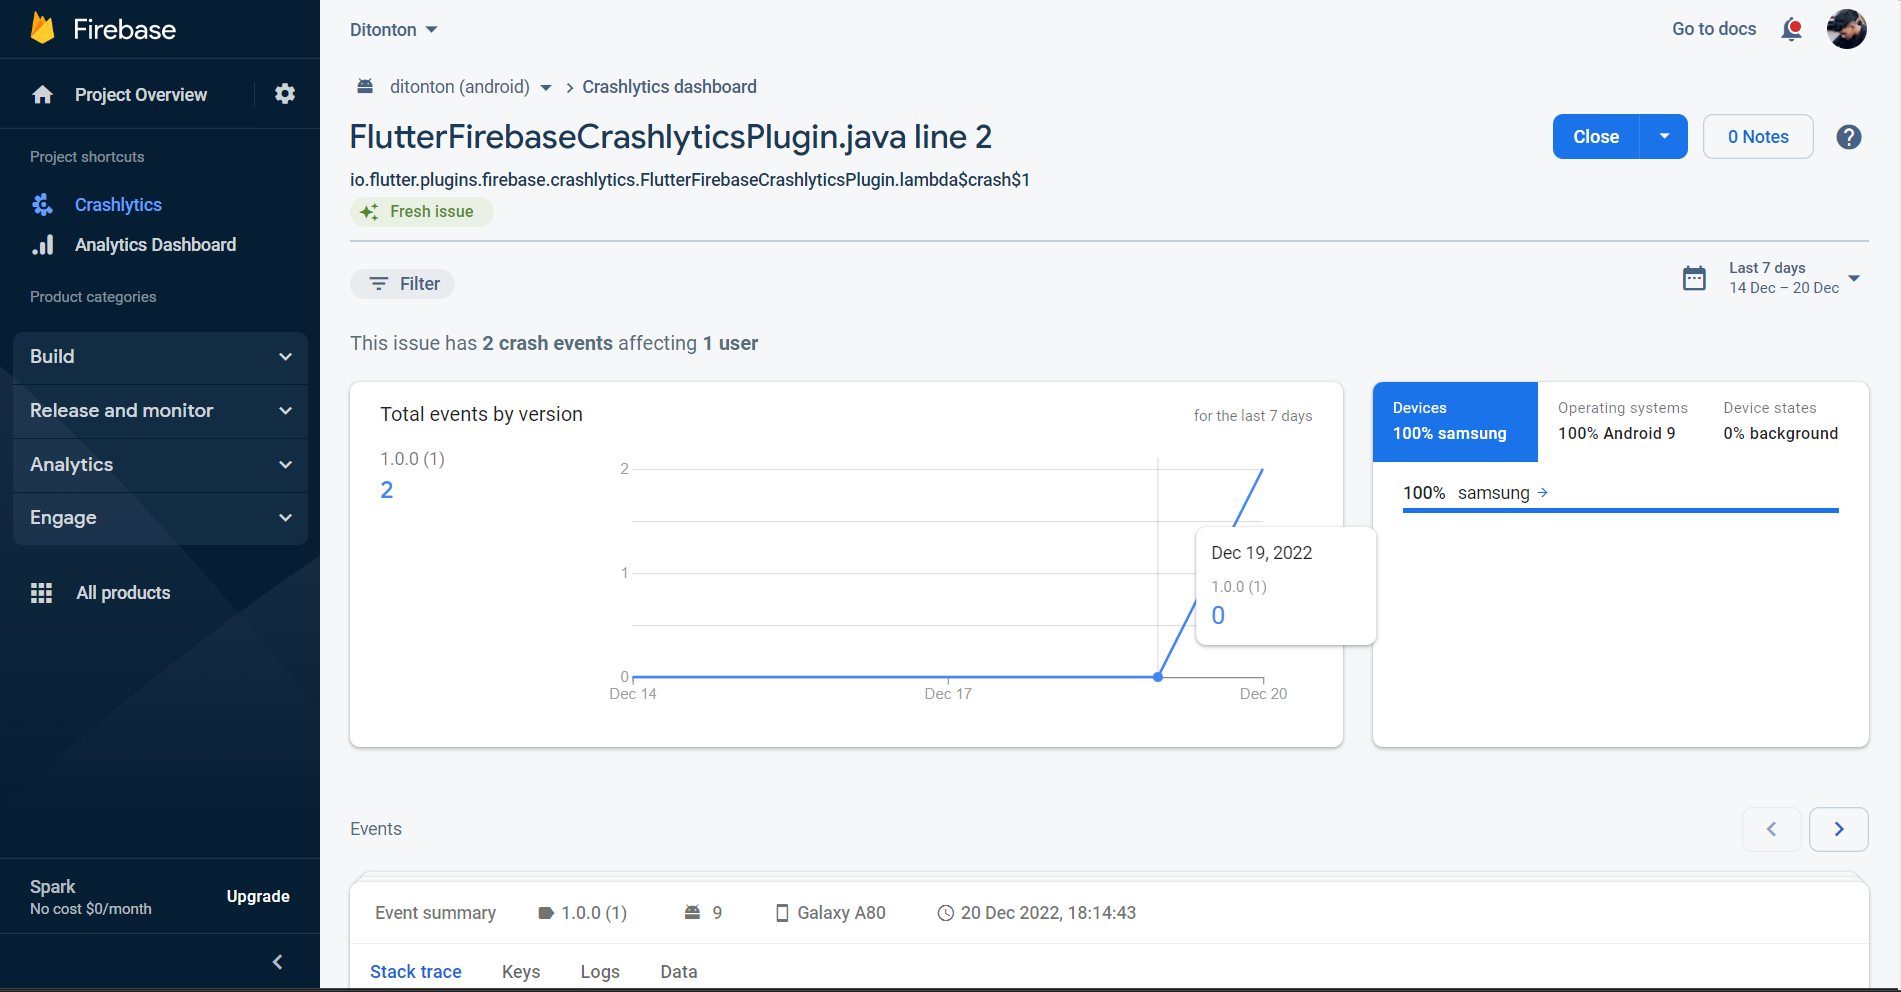 Firebase
Project Overview
Project shortcuts
Crashlytics
Analytics Dashboard
Product categories
Build
Release and monitor
Analytics
Engage
All products
Spark
No cost $0/month
Upgrade
Ditonton
Go to docs
ditonton (android)
Crashlytics dashboard
FlutterFirebaseCrashlyticsPlugin.java line 2
io.flutter.plugins.firebase.crashlytics.FlutterFirebaseCrashlyticsPlugin.lambda$crash$1
Fresh issue
Close
0 Notes
Filter
Last 7 days
14 Dec – 20 Dec
This issue has 2 crash events affecting 1 user
Total events by version
for the last 7 days
1.0.0 (1)
2
2
1
0
Dec 14
Dec 17
Dec 20
Dec 19, 2022
1.0.0 (1)
0
Devices
100% samsung
Operating systems
100% Android 9
Device states
0% background
100% samsung
Events
Event summary
1.0.0 (1)
9
Galaxy A80
20 Dec 2022, 18:14:43
Stack trace
Keys
Logs
Data